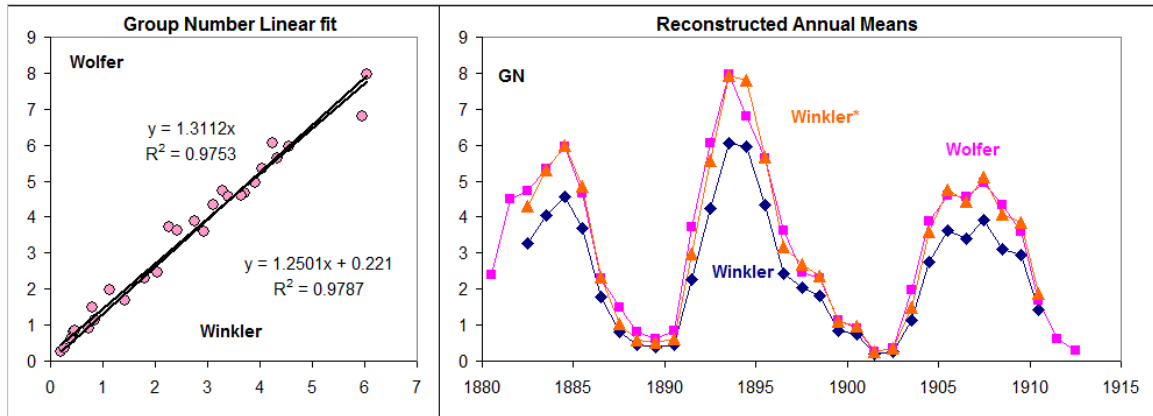 Group Number Linear fit
9
8
7
6
5
4
3
2
1
0
0 1 2 3 4 5 6 7
Wolfer
y = 1.3112x
R² = 0.9753
y = 1.2501x + 0.221
R² = 0.9787
Winkler
Reconstructed Annual Means
9
8
7
6
5
4
3
2
1
0
1880 1885 1890 1895 1900 1905 1910 1915
GN
Winkler*
Wolfer
Winkler